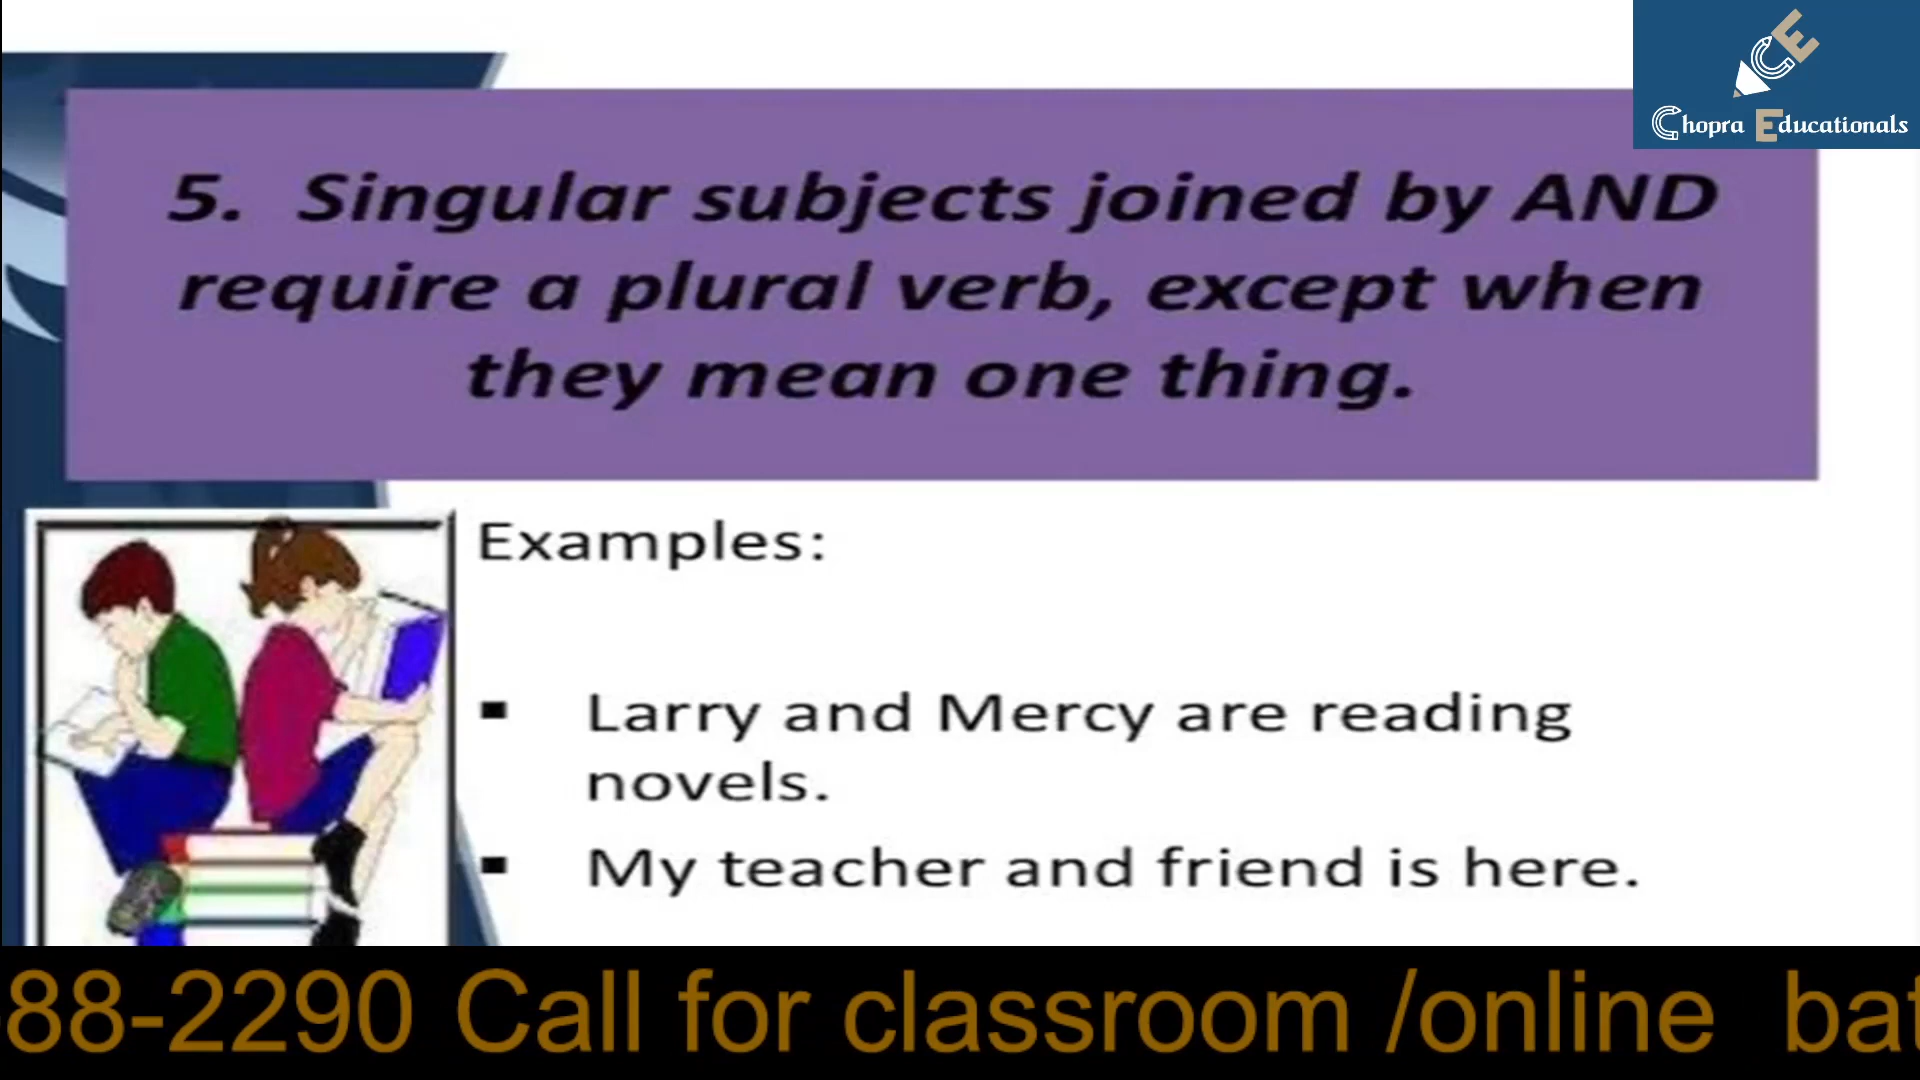 Chopra Educationals
5. Singular subjects joined by AND
require a plural verb, except when
they mean one thing.
Examples:
▪ Larry and Mercy are reading
novels.
▪ My teacher and friend is here.
88-2290 Call for classroom /online bat